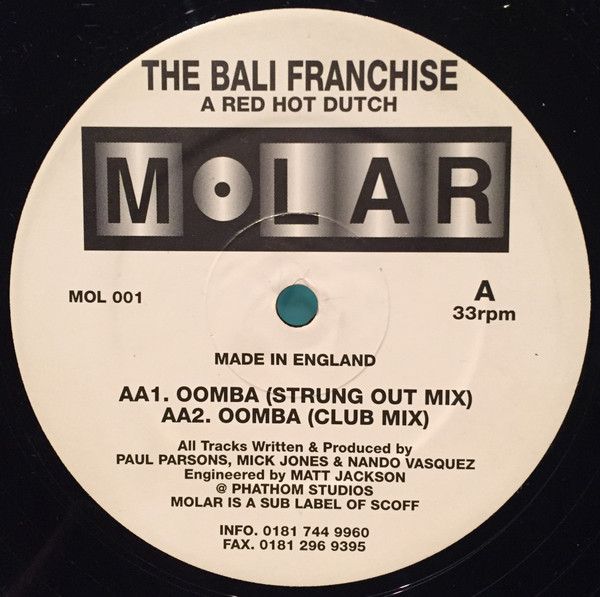 THE BALI FRANCHISE
A RED HOT DUTCH
MOLAR
MOL 001
A
33rpm
MADE IN ENGLAND
AA1. OOMBA (STRUNG OUT MIX)
AA2. OOMBA (CLUB MIX)
All Tracks Written & Produced by
PAUL PARSONS, MICK JONES & NANDO VASQUEZ
Engineered by MATT JACKSON
@ PHATHOM STUDIOS
MOLAR IS A SUB LABEL OF SCOFF
INFO. 0181 744 9960
FAX. 0181 296 9395